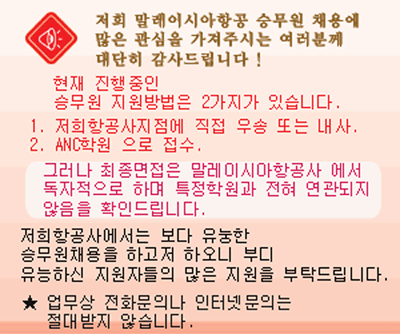 저희 말레이시아항공 승무원 채용에
많은 관심을 가져주시는 여러분께
대단히 감사드립니다 !
현재 진행중인
승무원 지원방법은 2가지가 있습니다.
1. 저희항공사지점에 직접 우송 또는 내사.
2. ANC학원 으로 접수.
그러나 최종면접은 말레이시아항공사 에서
독자적으로 하며 특정학원과 전혀 연관되지
않음을 확인드립니다.
저희항공사에서는 보다 유능한
승무원채용을 하고저 하오니 부디
유능하신 지원자들의 많은 지원을 부탁드립니다.
★ 업무상 전화문의나 인터넷문의는
절대받지 않습니다.